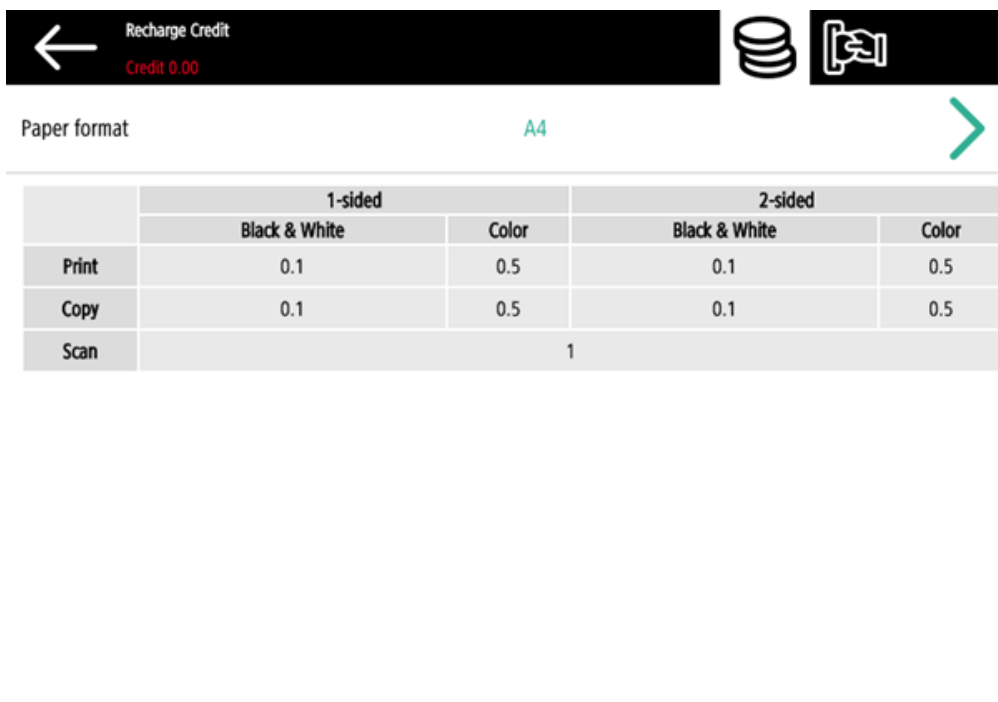 Recharge Credit
Credit 0.00
Paper format A4
1-sided 2-sided
Black & White Color Black & White Color
Print 0.1 0.5 0.1 0.5
Copy 0.1 0.5 0.1 0.5
Scan 1